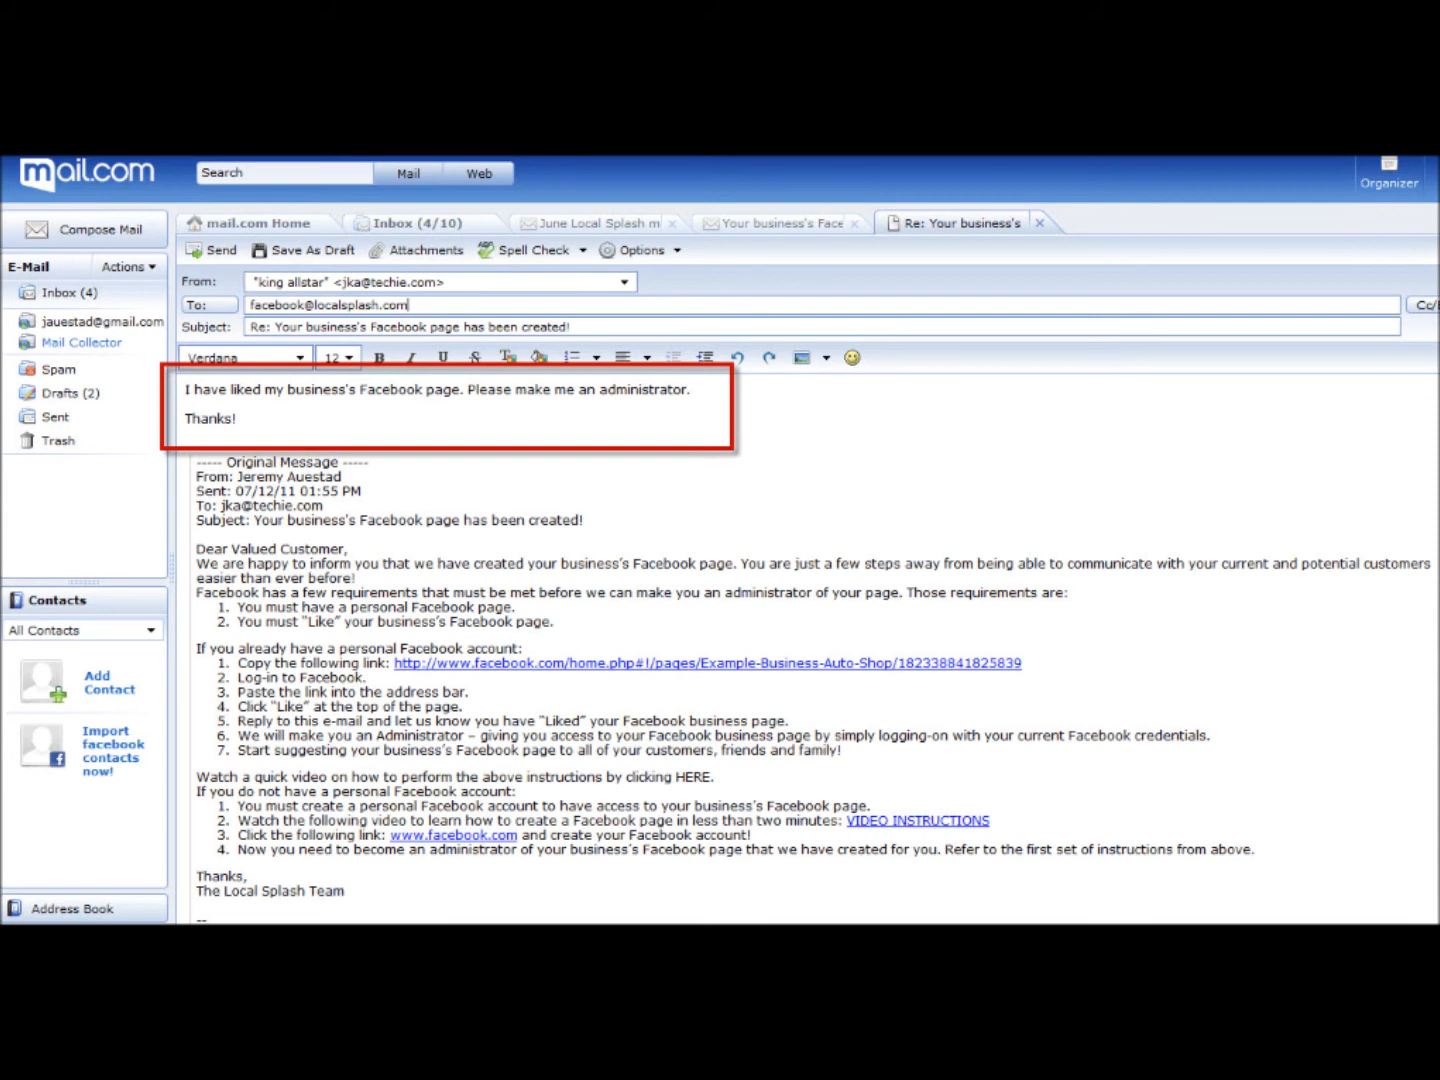 mail.com
Search
Mail
Web
Organizer
Compose Mail
mail.com Home
Inbox (4/10)
June Local Splash m
Your business's Face
Re: Your business's
Send
Save As Draft
Attachments
Spell Check
Options
E-Mail
Actions
Inbox (4)
jauestad@gmail.com
Mail Collector
Spam
Drafts (2)
Sent
Trash
From:
"king allstar" <jka@techie.com>
To:
facebook@localsplash.com
Subject:
Re: Your business's Facebook page has been created!
Verdana
12
B
I
U
I have liked my business's Facebook page. Please make me an administrator.
Thanks!
----- Original Message -----
From: Jeremy Auestad
Sent: 07/12/11 01:55 PM
To: jka@techie.com
Subject: Your business's Facebook page has been created!
Dear Valued Customer,
We are happy to inform you that we have created your business's Facebook page. You are just a few steps away from being able to communicate with your current and potential customers
easier than ever before!
Facebook has a few requirements that must be met before we can make you an administrator of your page. Those requirements are:
1. You must have a personal Facebook page.
2. You must "Like" your business's Facebook page.
If you already have a personal Facebook account:
1. Copy the following link: http://www.facebook.com/home.php#!/pages/Example-Business-Auto-Shop/182338841825839
2. Log-in to Facebook.
3. Paste the link into the address bar.
4. Click "Like" at the top of the page.
5. Reply to this e-mail and let us know you have "Liked" your Facebook business page.
6. We will make you an Administrator – giving you access to your Facebook business page by simply logging-on with your current Facebook credentials.
7. Start suggesting your business's Facebook page to all of your customers, friends and family!
Watch a quick video on how to perform the above instructions by clicking HERE.
If you do not have a personal Facebook account:
1. You must create a personal Facebook account to have access to your business's Facebook page.
2. Watch the following video to learn how to create a Facebook page in less than two minutes: VIDEO INSTRUCTIONS
3. Click the following link: www.facebook.com and create your Facebook account!
4. Now you need to become an administrator of your business's Facebook page that we have created for you. Refer to the first set of instructions from above.
Thanks,
The Local Splash Team
--
Contacts
All Contacts
Add
Contact
Import
facebook
contacts
now!
Address Book